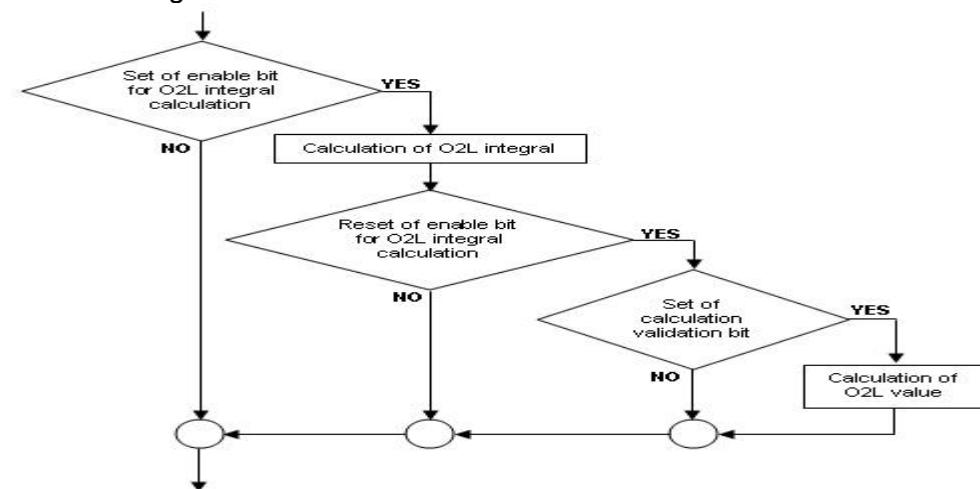 Set of enable bit
for O2L integral
calculation
YES
NO
Calculation of O2L integral
Reset of enable bit
for O2L integral
calculation
YES
NO
Set of
calculation
validation bit
YES
NO
Calculation of
O2L value